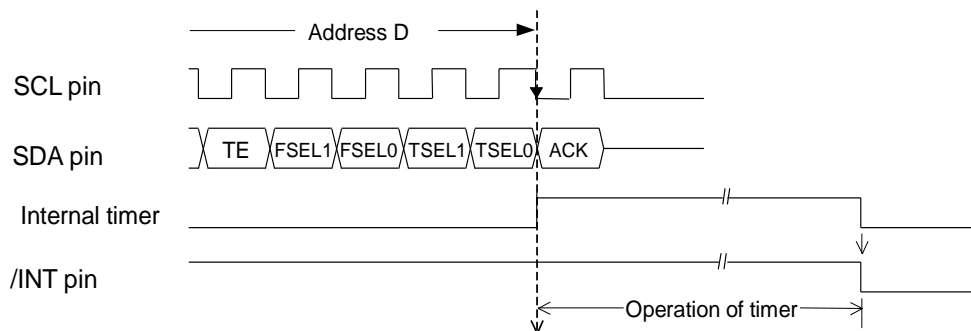 Address D
SCL pin
SDA pin
TE FSEL1 FSEL0 TSEL1 TSEL0 ACK
Internal timer
/INT pin
Operation of timer